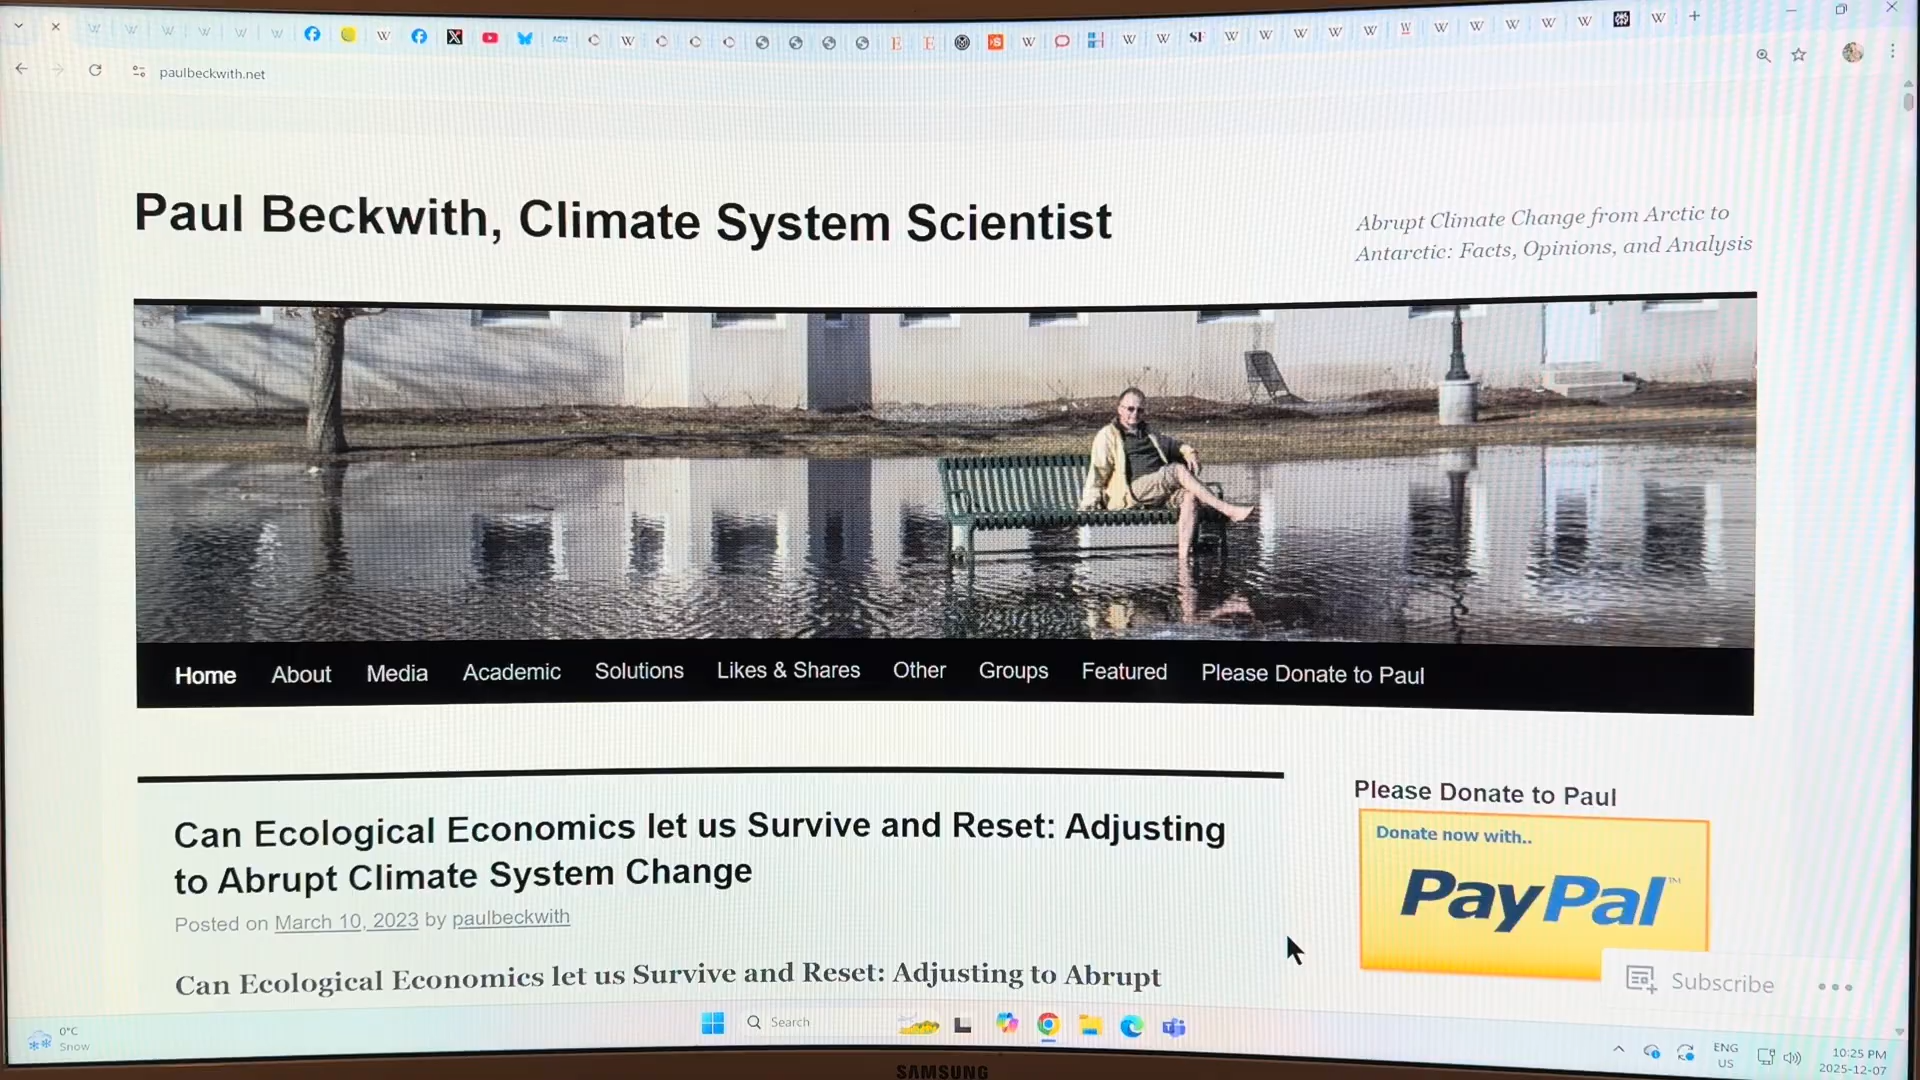 paulbeckwith.net
Paul Beckwith, Climate System Scientist
Abrupt Climate Change from Arctic to
Antarctic: Facts, Opinions, and Analysis
Home About Media Academic Solutions Likes & Shares Other Groups Featured Please Donate to Paul
Can Ecological Economics let us Survive and Reset: Adjusting
to Abrupt Climate System Change
Posted on March 10, 2023 by paulbeckwith
Can Ecological Economics let us Survive and Reset: Adjusting to Abrupt
Please Donate to Paul
Donate now with..
PayPal™
Subscribe
0°C
Snow
Search
ENG
US
10:25 PM
2025-12-07
SAMSUNG